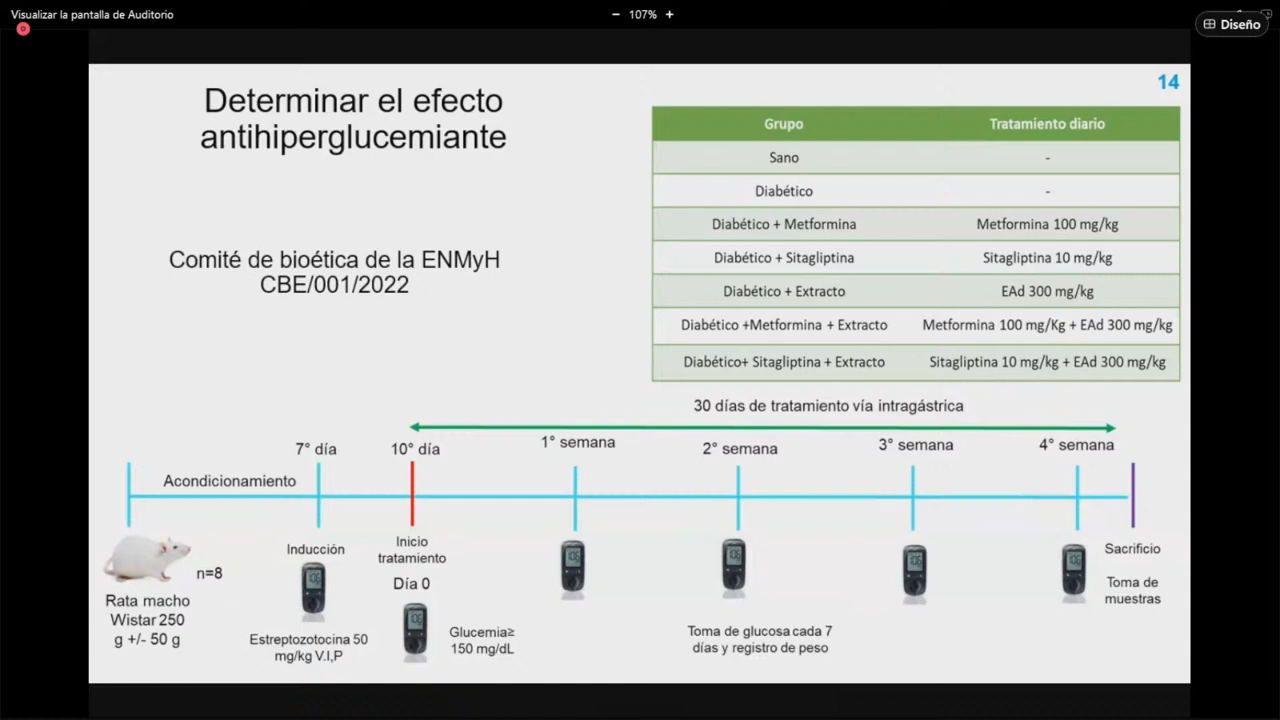 Visualizar la pantalla de Auditorio
− 107% +
Diseño
14
Determinar el efecto
antihiperglucemiante
Comité de bioética de la ENMyH
CBE/001/2022
Grupo Tratamiento diario
Sano -
Diabético -
Diabético + Metformina Metformina 100 mg/kg
Diabético + Sitagliptina Sitagliptina 10 mg/kg
Diabético + Extracto EAd 300 mg/kg
Diabético +Metformina + Extracto Metformina 100 mg/Kg + EAd 300 mg/kg
Diabético+ Sitagliptina + Extracto Sitagliptina 10 mg/kg + EAd 300 mg/kg
30 días de tratamiento vía intragástrica
7° día
10° día
1° semana
2° semana
3° semana
4° semana
Acondicionamiento
n=8
Rata macho
Wistar 250
g +/- 50 g
Inducción
Estreptozotocina 50
mg/kg V.I,P
Inicio
tratamiento
Día 0
Glucemia≥
150 mg/dL
Toma de glucosa cada 7
días y registro de peso
Sacrificio
Toma de
muestras